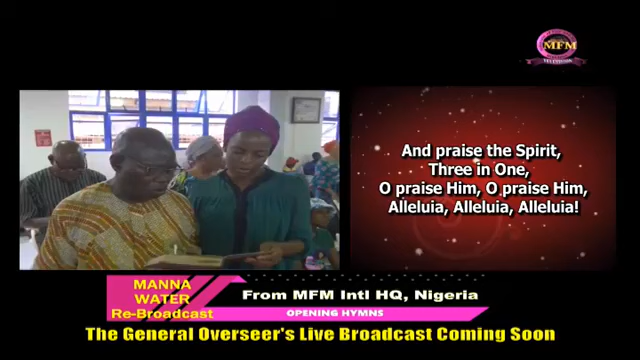 MFM
TELEVISION
And praise the Spirit,
Three in One,
O praise Him, O praise Him,
Alleluia, Alleluia, Alleluia!
MANNA
WATER
Re-Broadcast
From MFM Intl HQ, Nigeria
OPENING HYMNS
The General Overseer's Live Broadcast Coming Soon